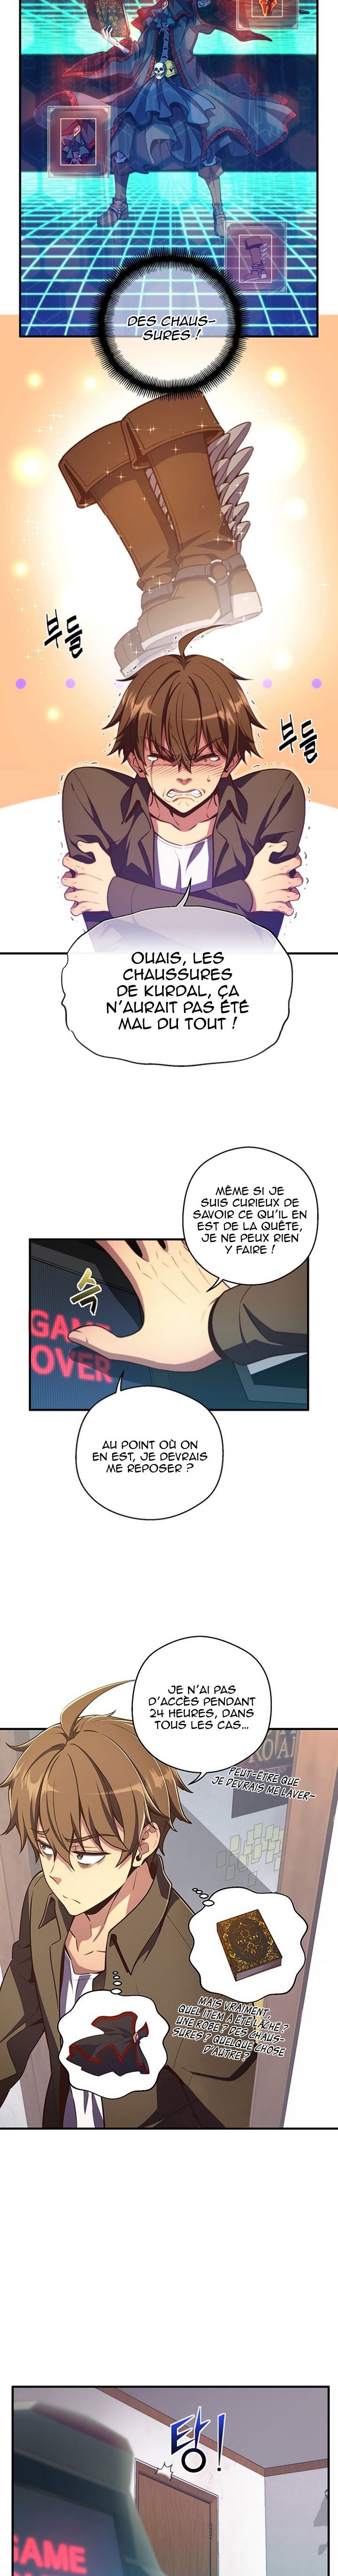 DES CHAUS-
SURES !
부들
부들
OUAIS, LES
CHAUSSURES
DE KURDAL, ÇA
N'AURAIT PAS ÉTÉ
MAL DU TOUT !
MÊME SI JE
SUIS CURIEUX DE
SAVOIR CE QU'IL EN
EST DE LA QUÊTE,
JE NE PEUX RIEN
Y FAIRE !
슥
GAME
OVER
AU POINT OÙ ON
EN EST, JE DEVRAIS
ME REPOSER ?
JE N'AI PAS
D'ACCÈS PENDANT
24 HEURES, DANS
TOUS LES CAS...
PEUT-ÊTRE QUE
JE DEVRAIS ME LAVER~
MAIS VRAIMENT,
QUEL ITEM A ÉTÉ LÂCHÉ ?
UNE ROBE ? DES CHAUS-
SURES ? QUELQUE CHOSE
D'AUTRE ?
탕!
GAME